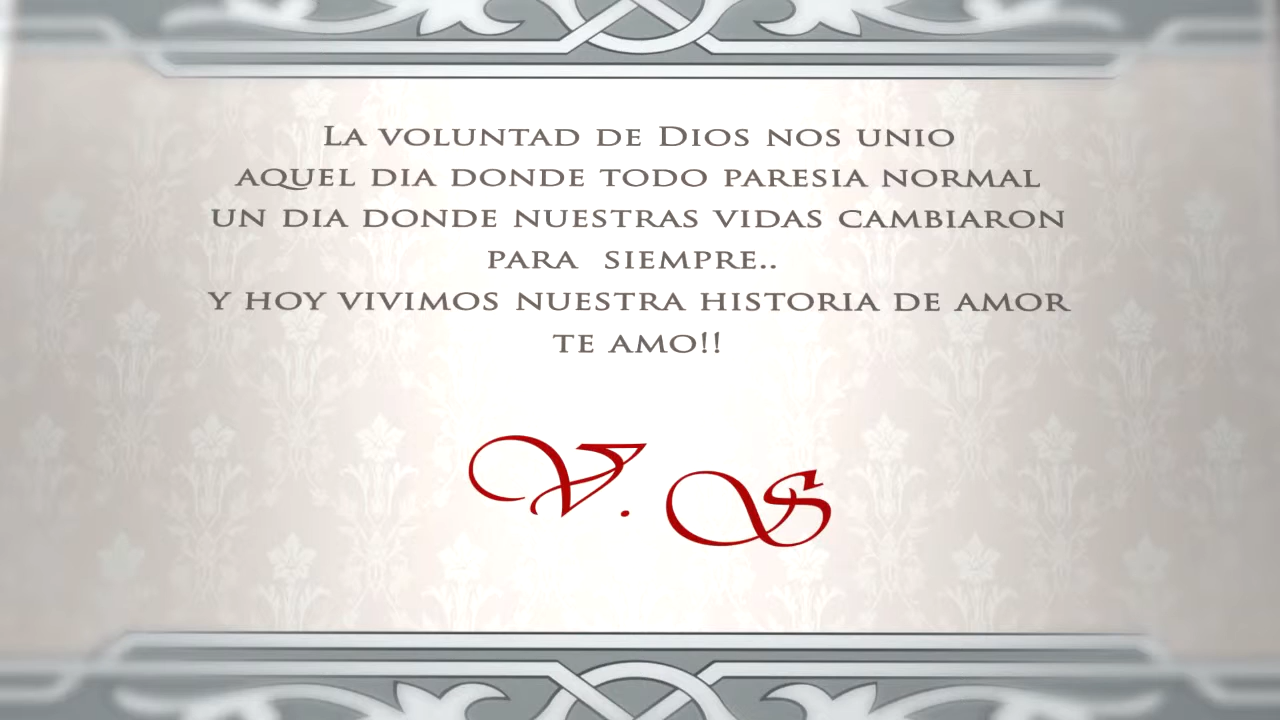 La voluntad de Dios nos unio
aquel dia donde todo paresia normal
un dia donde nuestras vidas cambiaron
para siempre..
y hoy vivimos nuestra historia de amor
te amo!!
V. S